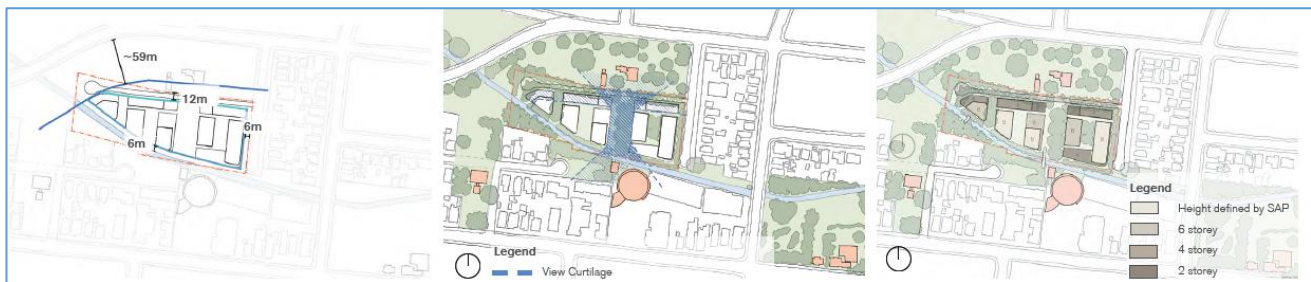 ~59m
12m
6m
6m
Legend
View Curtilage
Legend
Height defined by SAP
6 storey
4 storey
2 storey